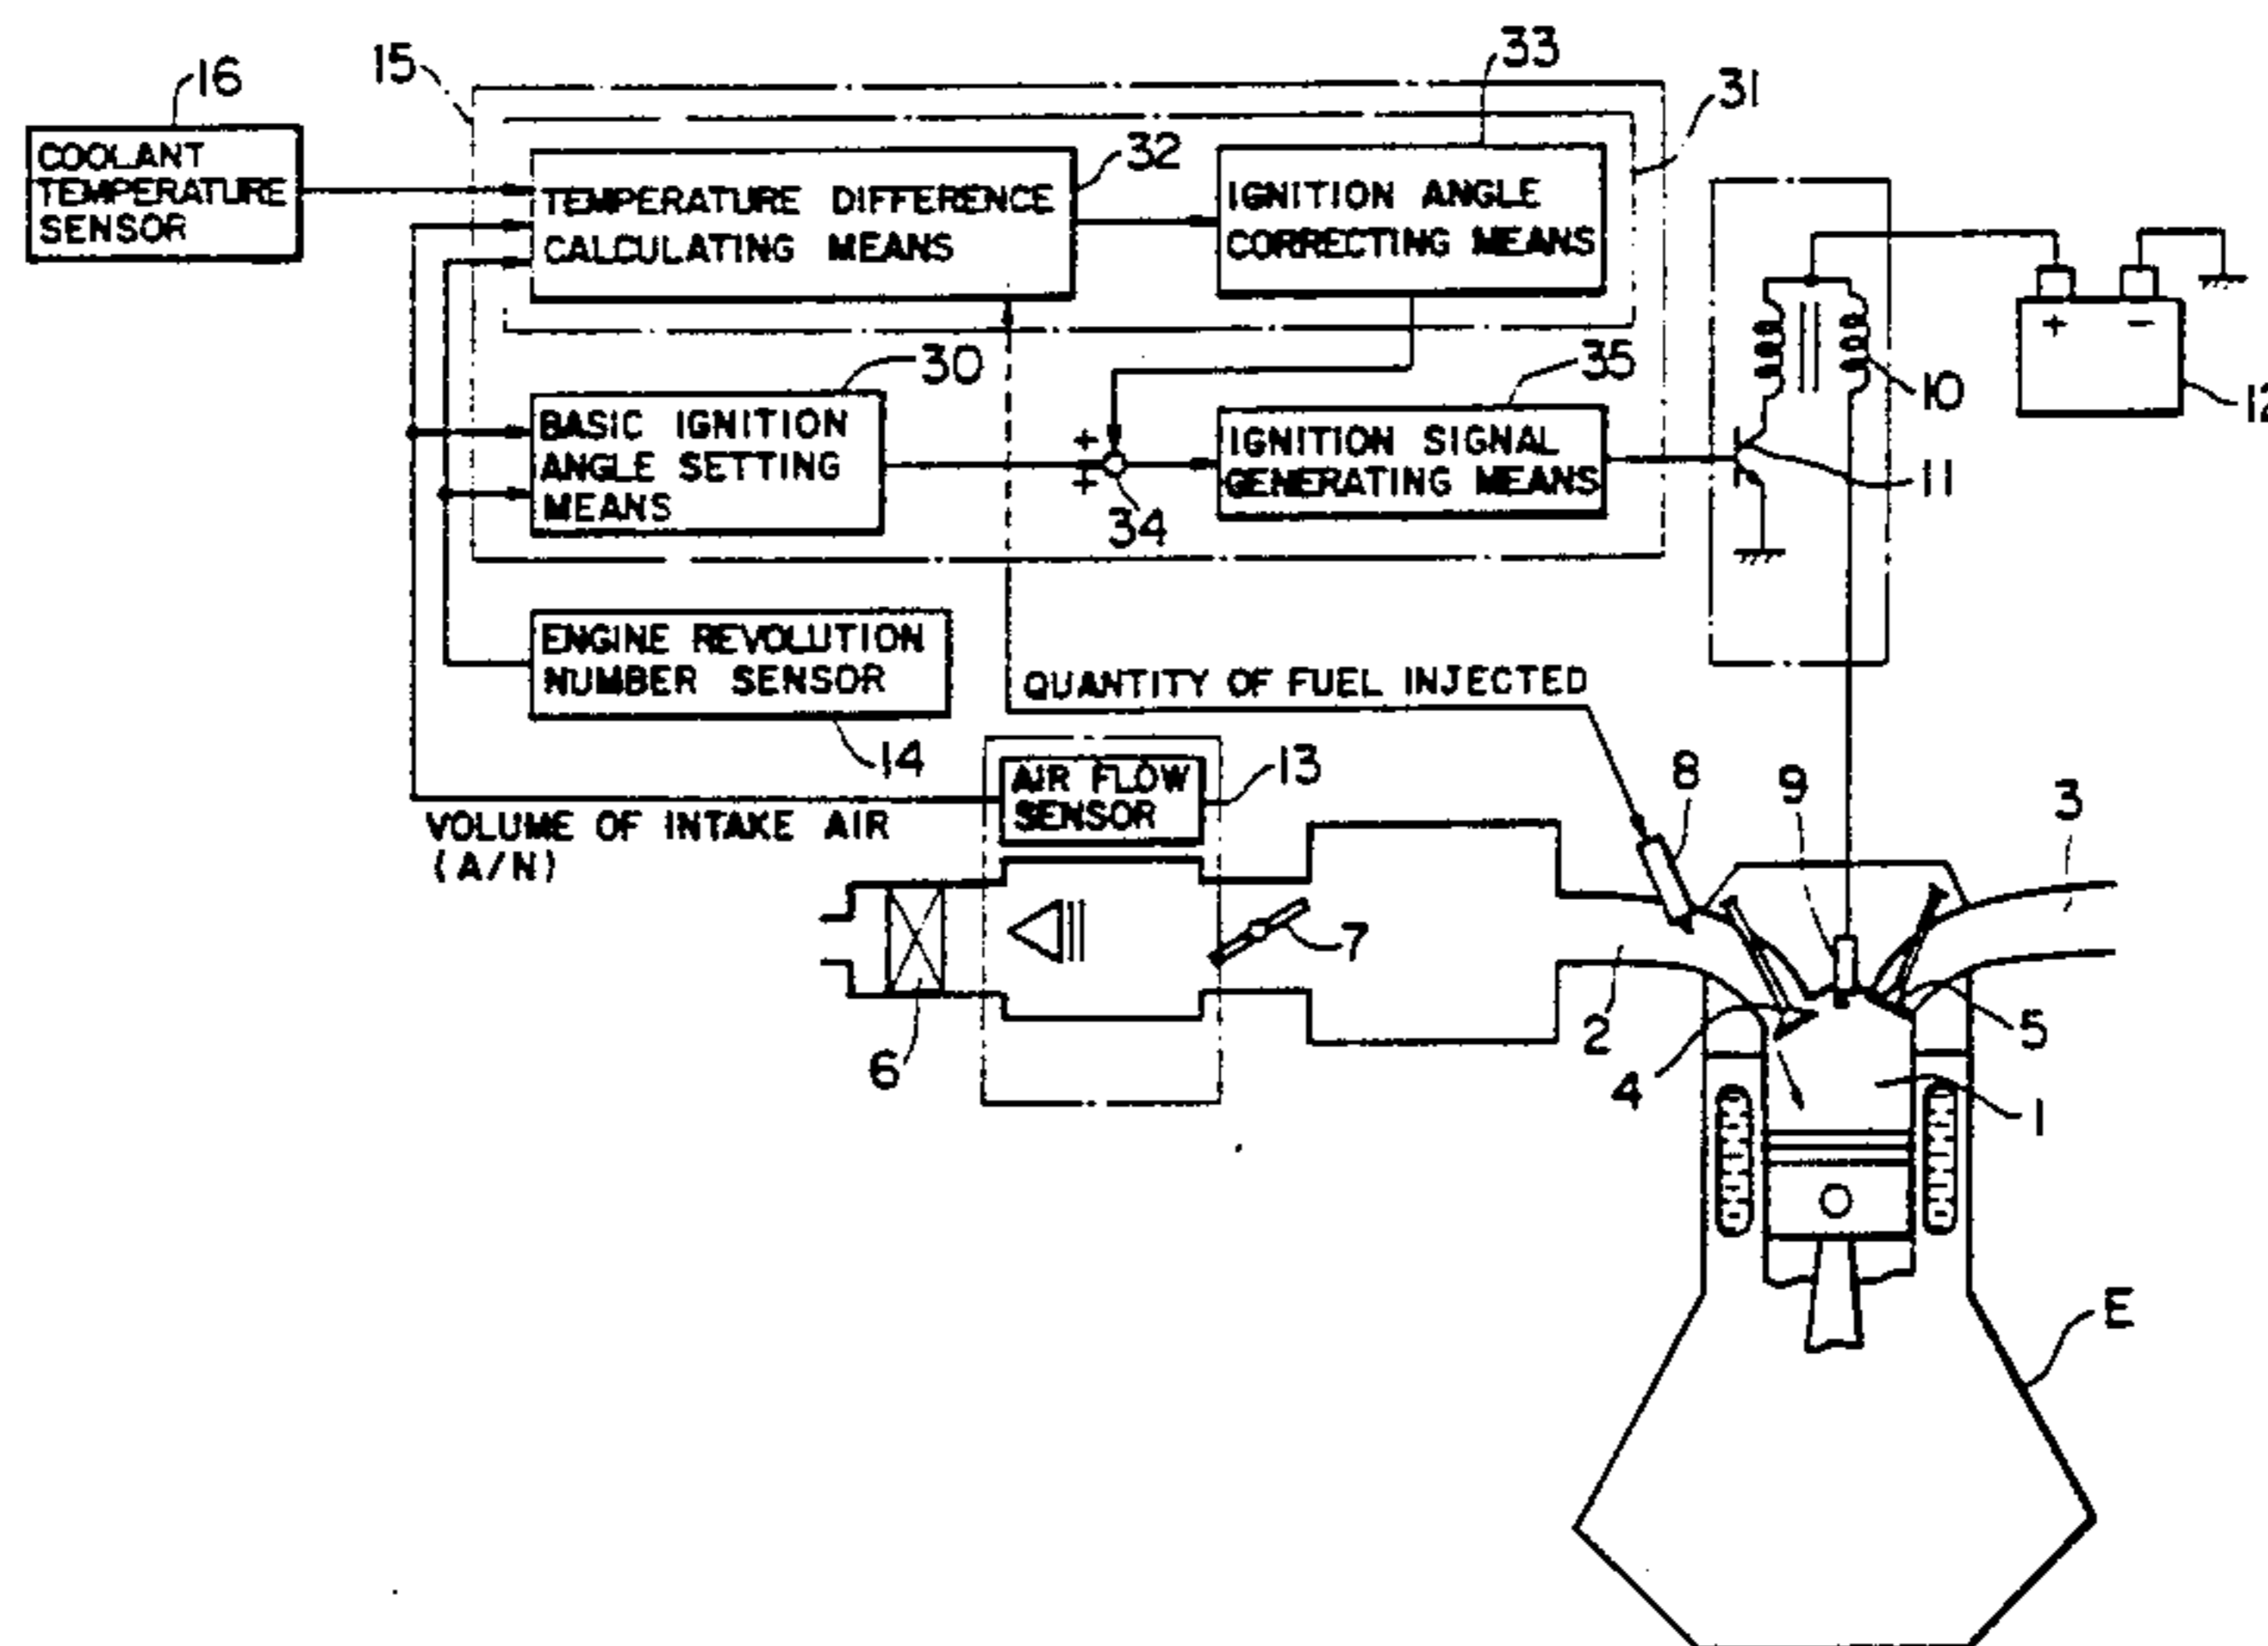 33
15
16
31
COOLANT
TEMPERATURE
SENSOR
32
TEMPERATURE DIFFERENCE
CALCULATING MEANS
IGNITION ANGLE
CORRECTING MEANS
+ −
30
35
10
12
BASIC IGNITION
ANGLE SETTING
MEANS
+
+
34
IGNITION SIGNAL
GENERATING MEANS
11
ENGINE REVOLUTION
NUMBER SENSOR
14
QUANTITY OF FUEL INJECTED
AIR FLOW
SENSOR
13
8
9
3
VOLUME OF INTAKE AIR
(A/N)
7
6
2
5
4
1
E